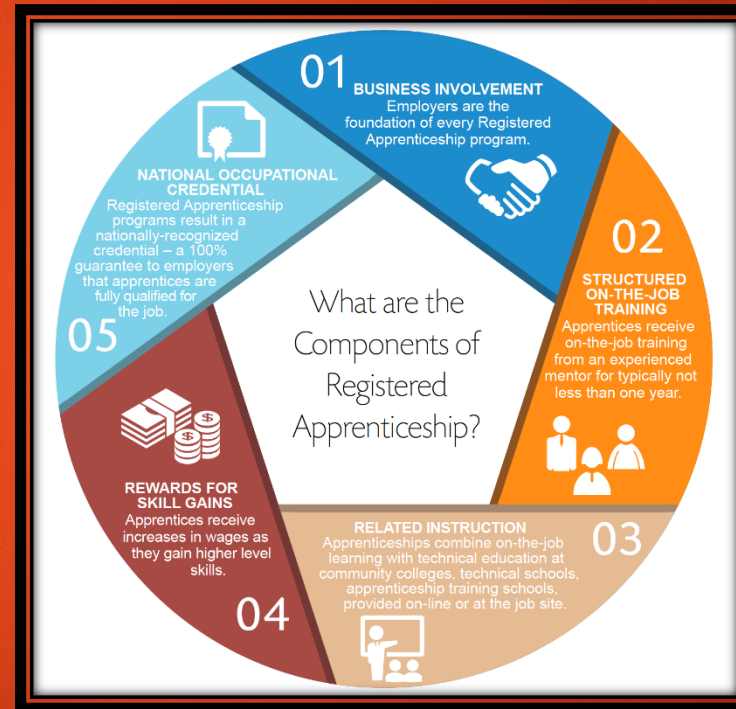 01
BUSINESS INVOLVEMENT
Employers are the
foundation of every Registered
Apprenticeship program.
02
STRUCTURED
ON-THE-JOB
TRAINING
Apprentices receive
on-the-job training
from an experienced
mentor for typically not
less than one year.
03
RELATED INSTRUCTION
Apprenticeships combine on-the-job
learning with technical education at
community colleges, technical schools,
apprenticeship training schools,
provided on-line or at the job site.
04
REWARDS FOR
SKILL GAINS
Apprentices receive
increases in wages as
they gain higher level
skills.
05
NATIONAL OCCUPATIONAL
CREDENTIAL
Registered Apprenticeship
programs result in a
nationally-recognized
credential – a 100%
guarantee to employers
that apprentices are
fully qualified for
the job.
What are the
Components of
Registered
Apprenticeship?
$
$